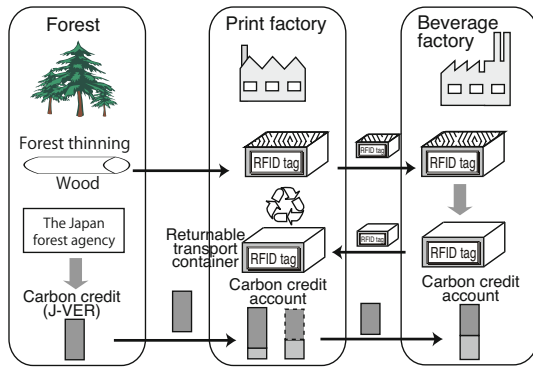 Forest
Forest thinning
Wood
The Japan
forest agency
Carbon credit
(J-VER)
Print factory
RFID tag
Returnable
transport
container
RFID tag
Carbon credit
account
RFID tag
RFID tag
Beverage
factory
RFID tag
RFID tag
Carbon credit
account